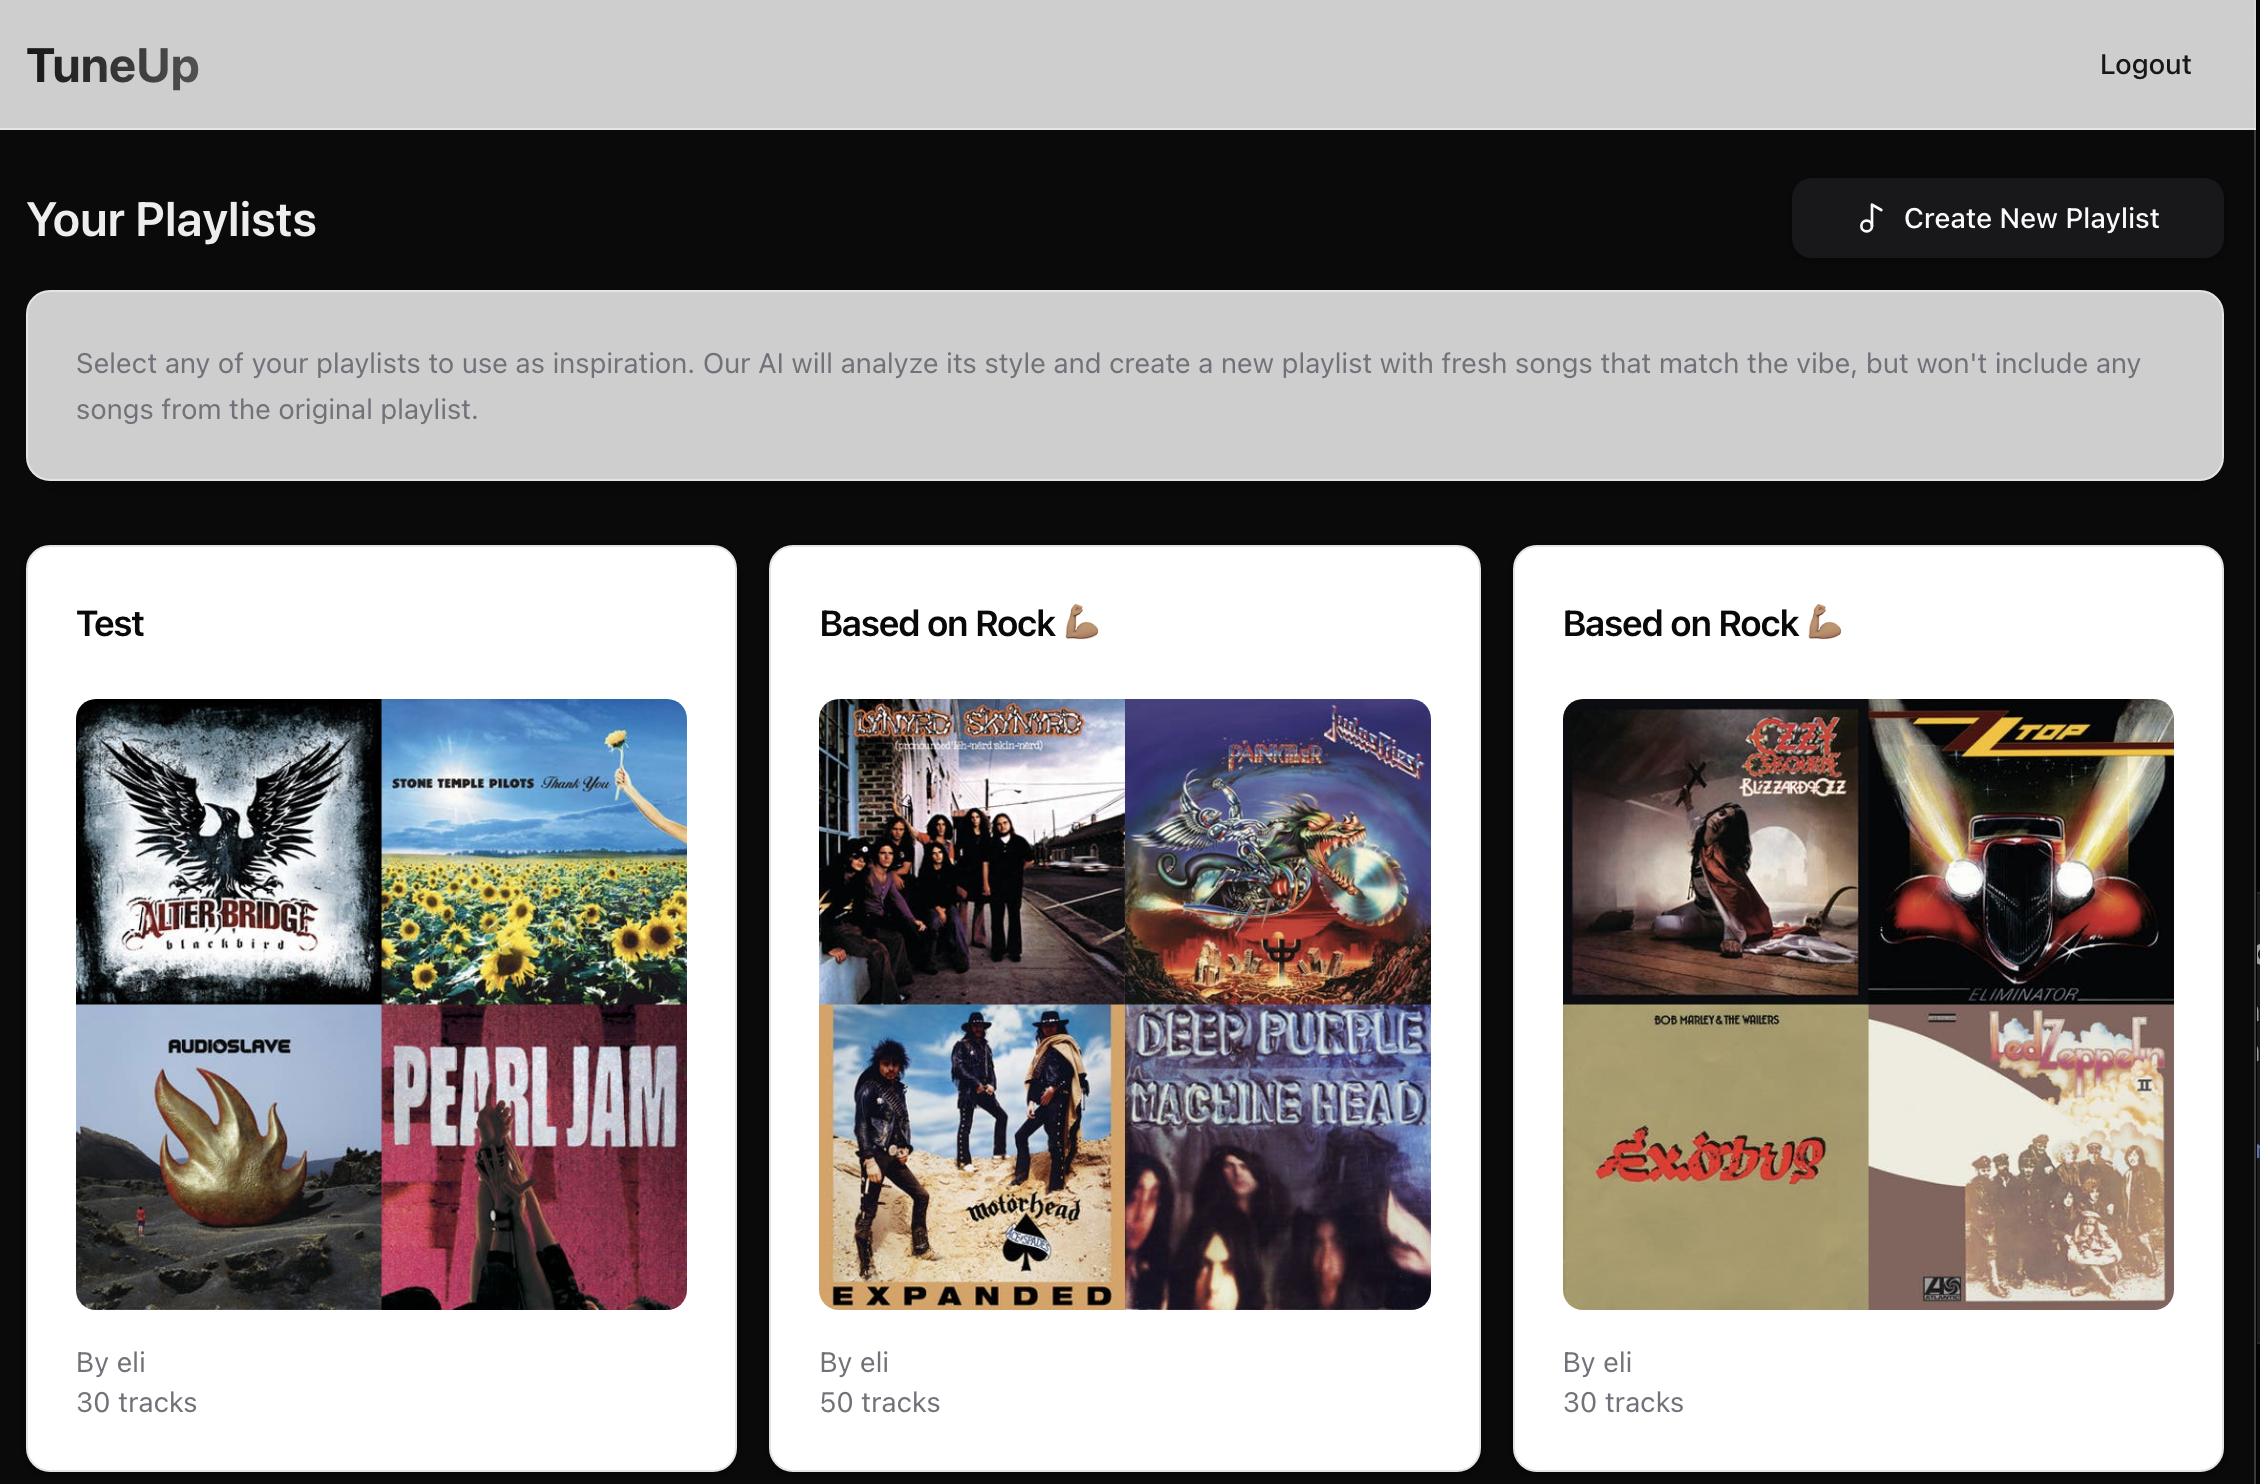 TuneUp
Logout
Your Playlists
Create New Playlist
Select any of your playlists to use as inspiration. Our AI will analyze its style and create a new playlist with fresh songs that match the vibe, but won't include any
songs from the original playlist.
Test
Based on Rock 💪🏽
Based on Rock 💪🏽
ALTER BRIDGE
blackbird
STONE TEMPLE PILOTS Thank You
AUDIOSLAVE
PEARL JAM
LYNYRD SKYNYRD
(pronounced 'lĕh-'nérd 'skin-'nérd)
PAINKILLER
Judas Priest
motörhead
ACE OF SPADES
EXPANDED
DEEP PURPLE
MACHINE HEAD
OZZY
OSBOURNE
BLIZZARD OF OZZ
ZZ TOP
ELIMINATOR
BOB MARLEY & THE WAILERS
EXODUS
Led Zeppelin
II
ATLANTIC
By eli
30 tracks
By eli
50 tracks
By eli
30 tracks